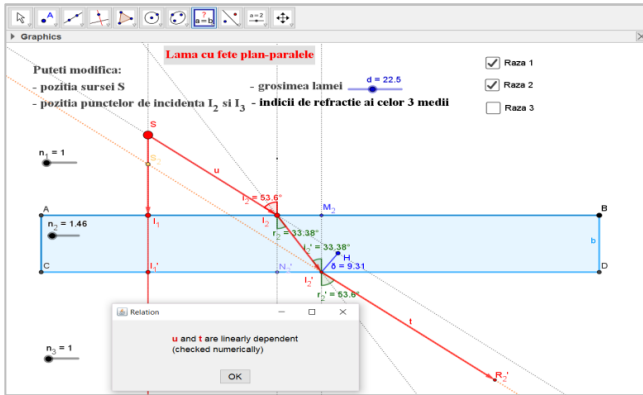 a=b
a=2
Graphics
Lama cu fete plan-paralele
Puteti modifica:
- pozitia sursei S
- grosimea lamei
d = 22.5
- pozitia punctelor de incidenta I2 si I3
- indicii de refractie ai celor 3 medii
Raza 1
Raza 2
Raza 3
S
S2
n1 = 1
u
i2 = 53.6°
A
I1
I2
M2
B
n2 = 1.46
r2 = 33.38°
i2' = 33.38°
H
b
δ = 9.31
C
I1'
N2'
I2'
D
r2' = 53.6°
Relation
u and t are linearly dependent
(checked numerically)
OK
t
n3 = 1
R2'